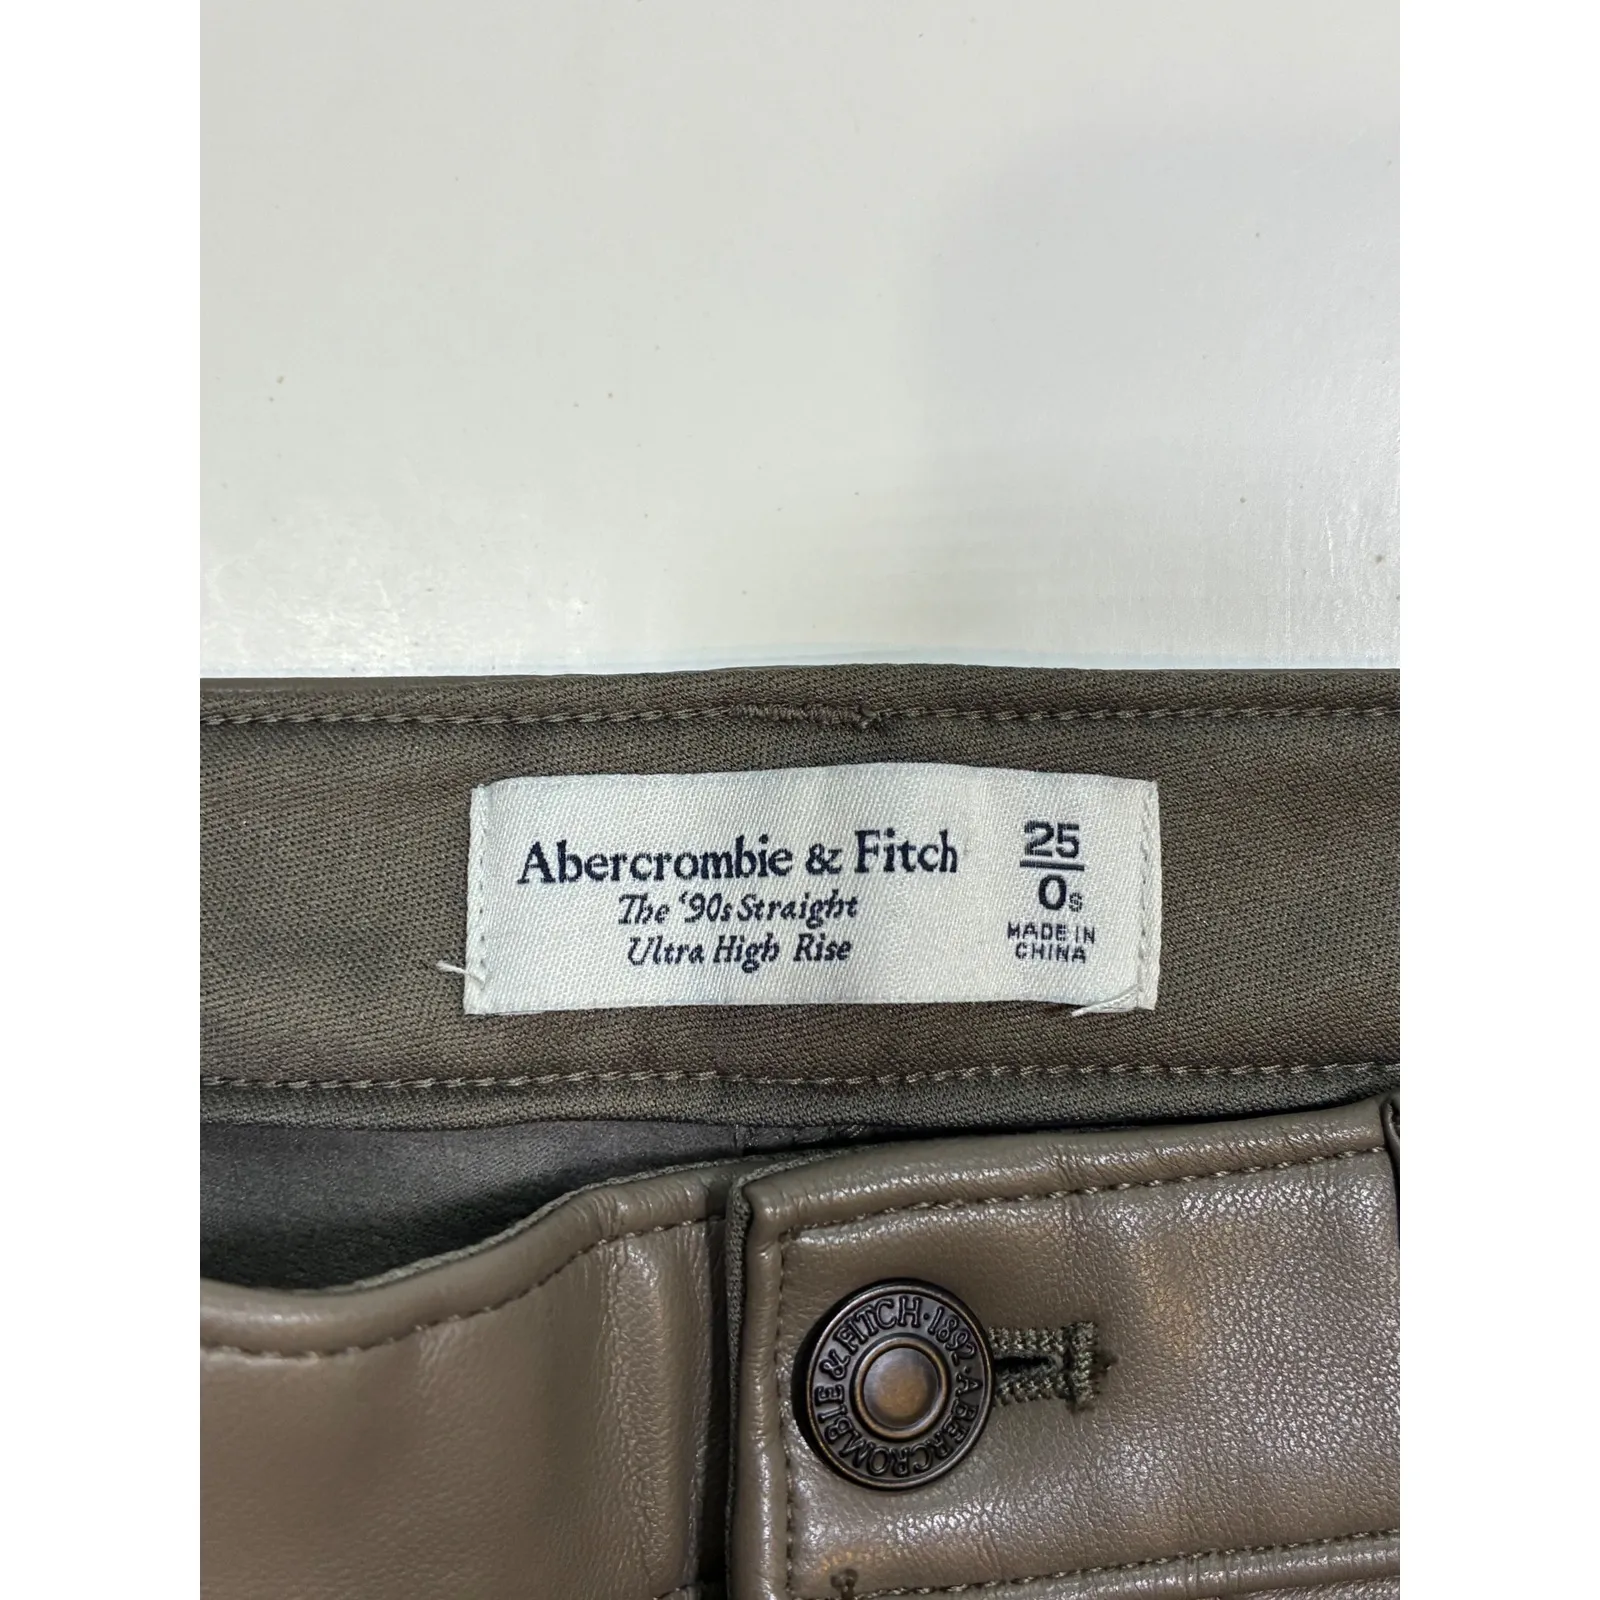 Abercrombie & Fitch
The ‘90s Straight
Ultra High Rise
25
0s
MADE IN
CHINA
ABERCROMBIE & FITCH · 1892 ·